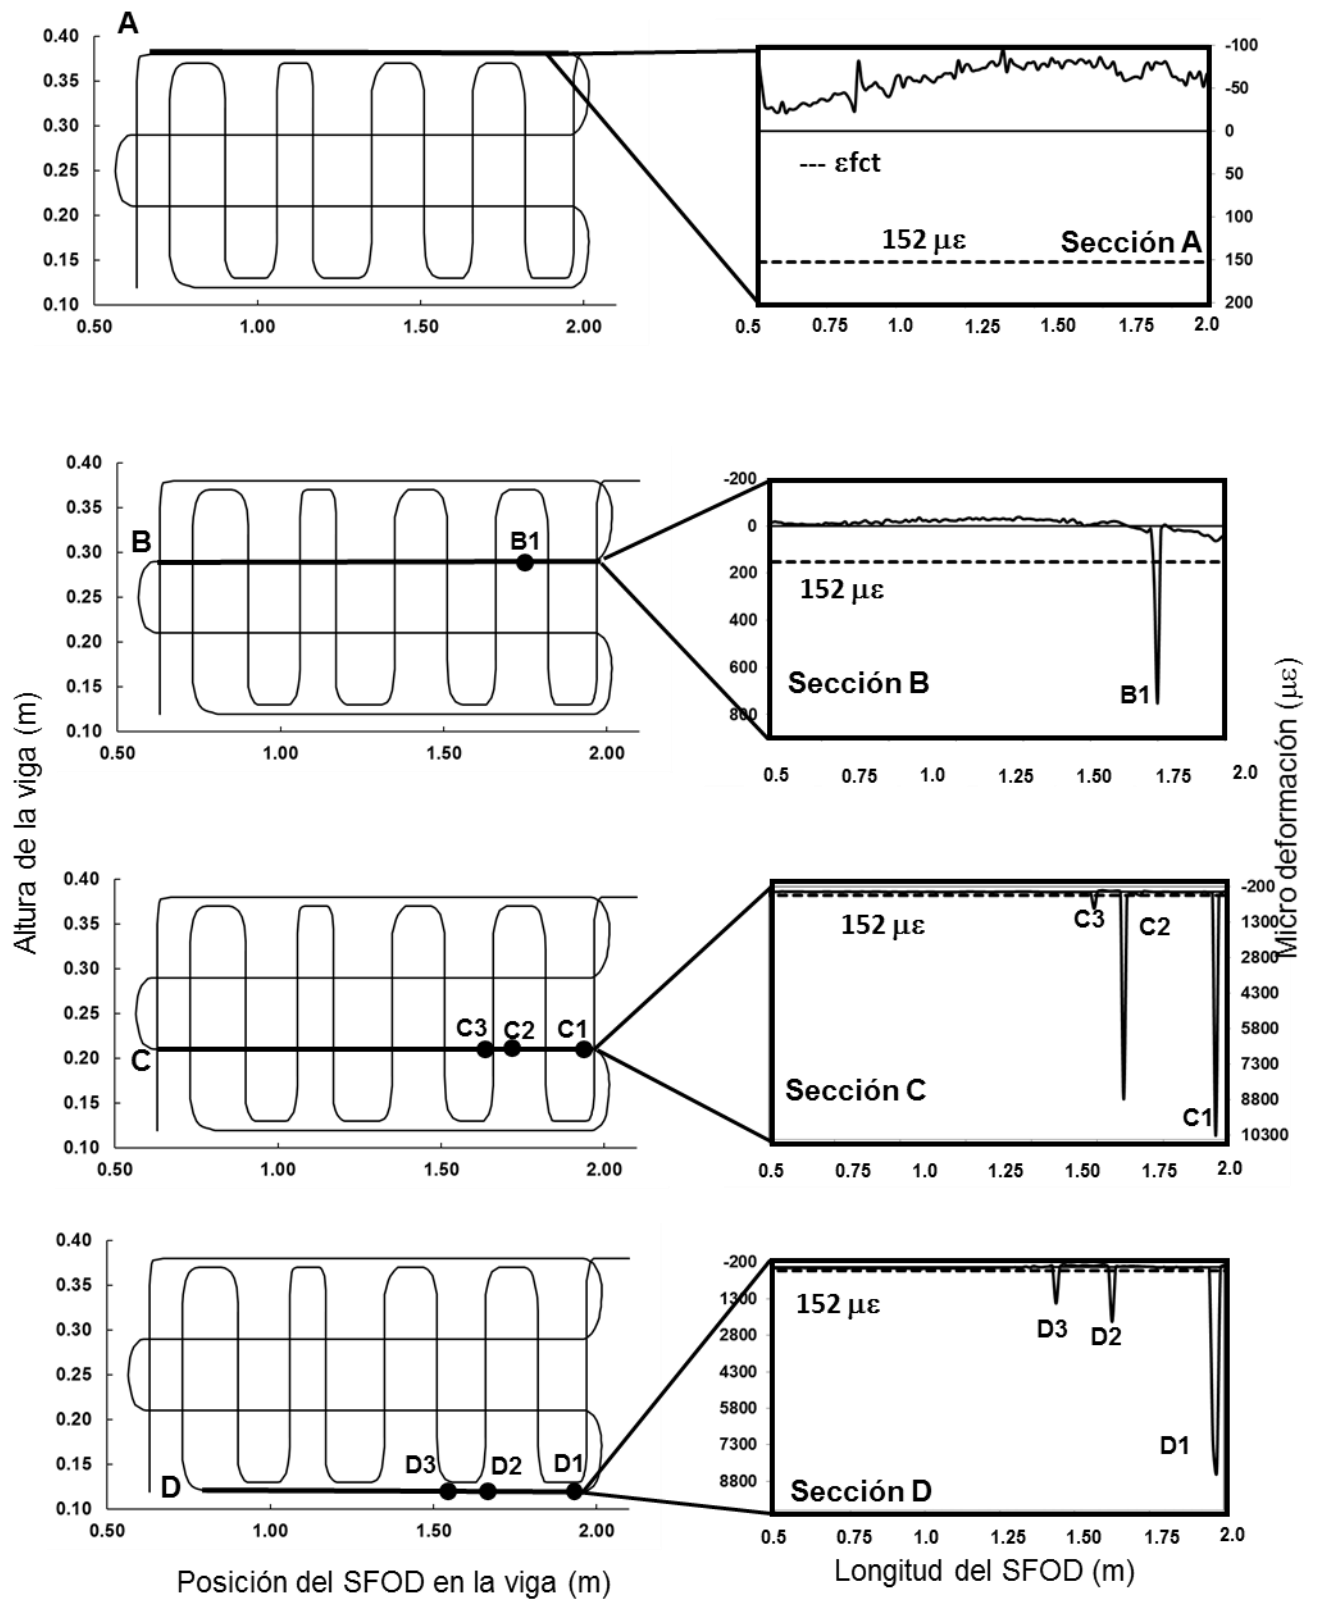 A
0.40
0.35
0.30
0.25
0.20
0.15
0.10
0.50 1.00 1.50 2.00
-100
-50
0
50
100
150
200
--- εfct
152 με
Sección A
0.5 0.75 1.0 1.25 1.50 1.75 2.0
0.40
0.35
0.30
0.25
0.20
0.15
0.10
B
B1
0.50 1.00 1.50 2.00
-200
0
200
400
600
800
152 με
Sección B
B1
0.5 0.75 1.0 1.25 1.50 1.75 2.0
Altura de la viga (m)
Micro deformación (με)
0.40
0.35
0.30
0.25
0.20
0.15
0.10
C3 C2 C1
C
0.50 1.00 1.50 2.00
-200
1300
2800
4300
5800
7300
8800
10300
152 με
C3 C2
Sección C
C1
0.5 0.75 1.0 1.25 1.50 1.75 2.0
0.40
0.35
0.30
0.25
0.20
0.15
0.10
D3 D2 D1
D
0.50 1.00 1.50 2.00
-200
1300
2800
4300
5800
7300
8800
152 με
D3 D2
D1
Sección D
0.5 0.75 1.0 1.25 1.50 1.75 2.0
Posición del SFOD en la viga (m)
Longitud del SFOD (m)